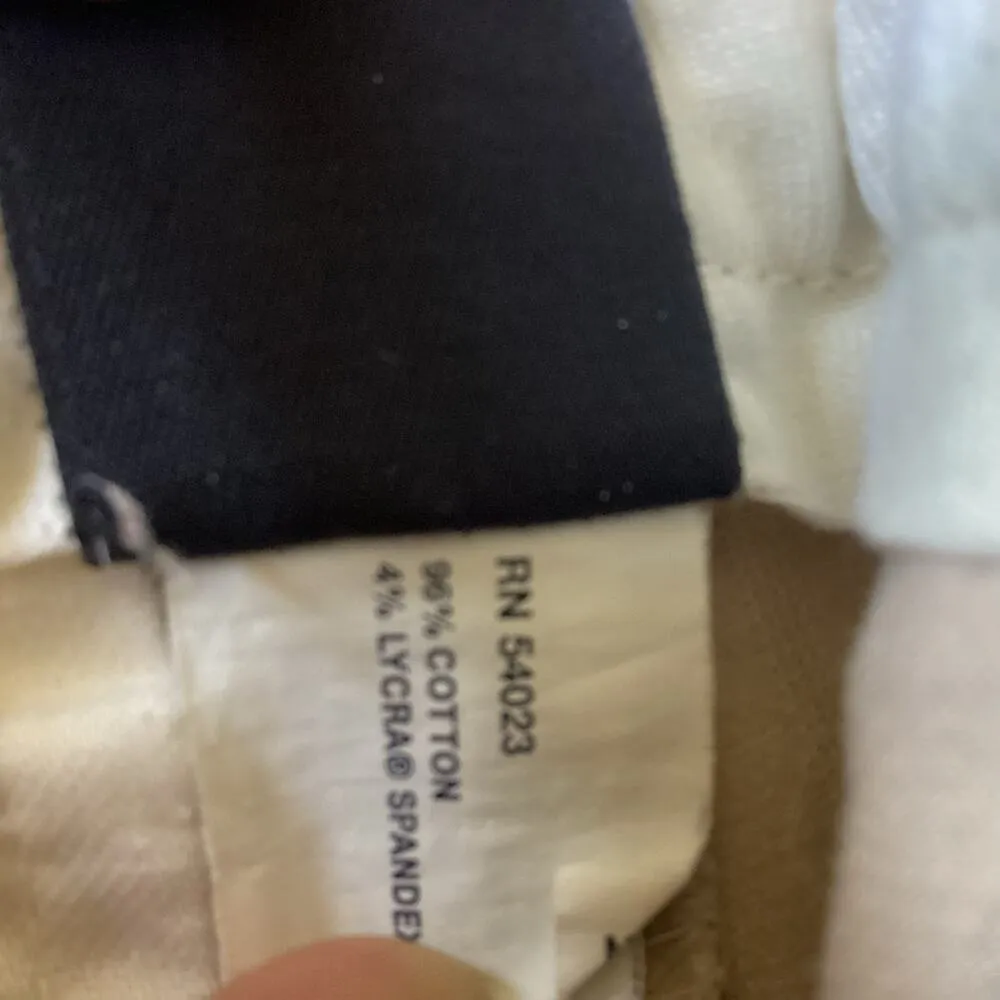 RN 54023
96% COTTON
4% LYCRA® SPANDEX